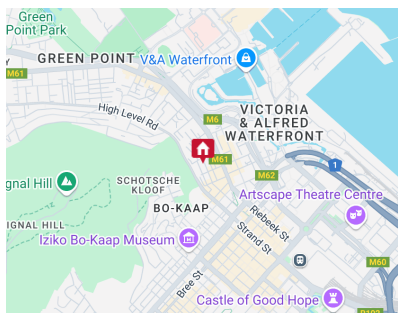 Green
Point Park
GREEN POINT
V&A Waterfront
M61
M6
High Level Rd
VICTORIA
& ALFRED
WATERFRONT
M61
M62
1
gnal Hill
SCHOTSCHE
KLOOF
Artscape Theatre Centre
BO-KAAP
Riebeek St
IGNAL HILL
Iziko Bo-Kaap Museum
Strand St
M60
Bree St
Castle of Good Hope